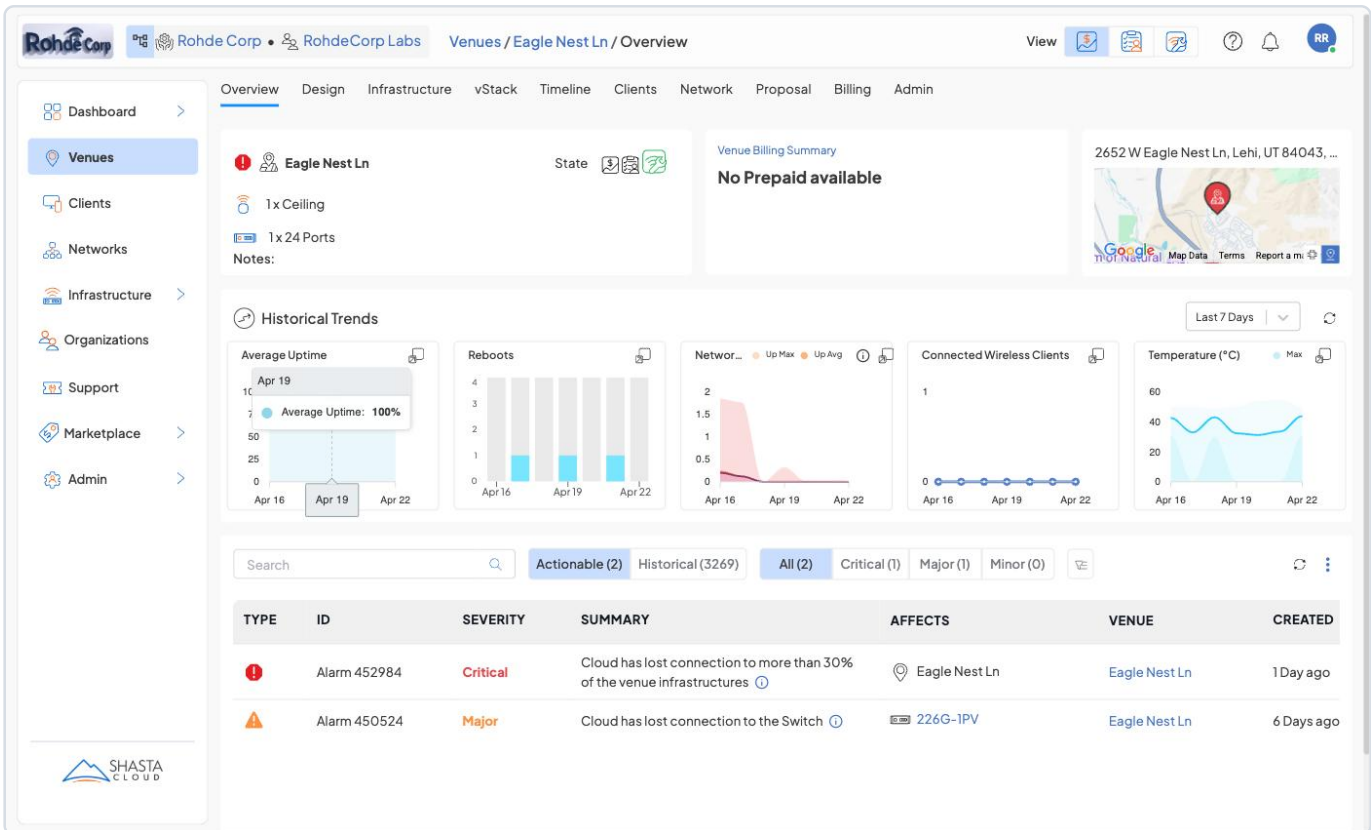 Rohde Corp
Rohde Corp • RohdeCorp Labs
Venues / Eagle Nest Ln / Overview
View
RR
Dashboard
Venues
Clients
Networks
Infrastructure
Organizations
Support
Marketplace
Admin
SHASTA
CLOUD
Overview Design Infrastructure vStack Timeline Clients Network Proposal Billing Admin
Eagle Nest Ln
State
1 x Ceiling
1 x 24 Ports
Notes:
Venue Billing Summary
No Prepaid available
2652 W Eagle Nest Ln, Lehi, UT 84043, ...
Google
Map Data Terms Report a m
Historical Trends
Last 7 Days
Average Uptime
Apr 19
Average Uptime: 100%
50
25
0
Apr 16 Apr 19 Apr 22
Reboots
4
3
2
1
0
Apr 16 Apr 19 Apr 22
Networ... Up Max Up Avg
2
1.5
1
0.5
0
Apr 16 Apr 19 Apr 22
Connected Wireless Clients
1
0
Apr 16 Apr 19 Apr 22
Temperature (°C) Max
60
40
20
0
Apr 16 Apr 19 Apr 22
Search
Actionable (2) Historical (3269)
All (2) Critical (1) Major (1) Minor (0)
TYPE ID SEVERITY SUMMARY AFFECTS VENUE CREATED
Alarm 452984 Critical Cloud has lost connection to more than 30% Eagle Nest Ln Eagle Nest Ln 1 Day ago
of the venue infrastructures
Alarm 450524 Major Cloud has lost connection to the Switch 226G-1PV Eagle Nest Ln 6 Days ago